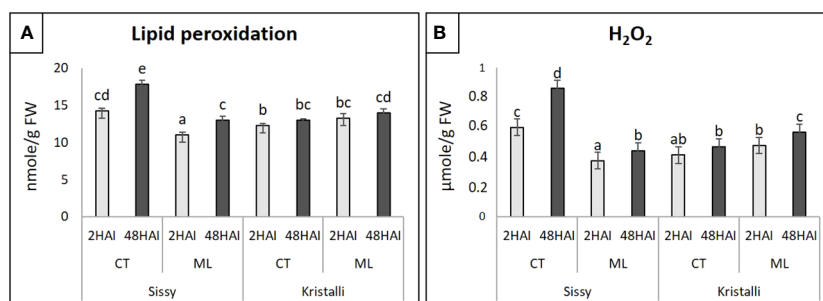 A
Lipid peroxidation
nmole/g FW
20
15
10
5
0
cd
e
a
c
b
bc
bc
cd
2HAI 48HAI 2HAI 48HAI 2HAI 48HAI 2HAI 48HAI
CT ML CT ML
Sissy Kristalli
B
H₂O₂
μmole/g FW
1
0.8
0.6
0.4
0.2
0
c
d
a
b
ab
b
b
c
2HAI 48HAI 2HAI 48HAI 2HAI 48HAI 2HAI 48HAI
CT ML CT ML
Sissy Kristalli